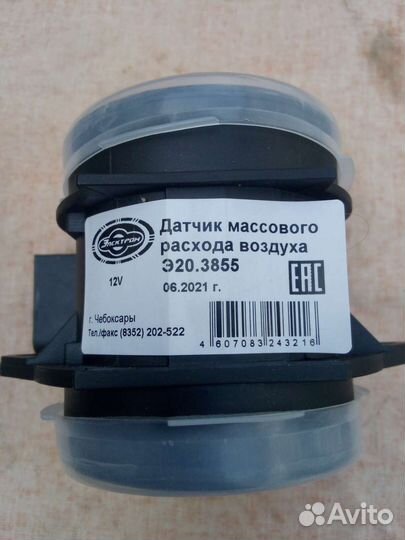 Электрон
Датчик массового
расхода воздуха
Э20.3855
12V
06.2021 г.
EAC
г. Чебоксары
Тел./факс (8352) 202-522
4 607083 243216
Avito